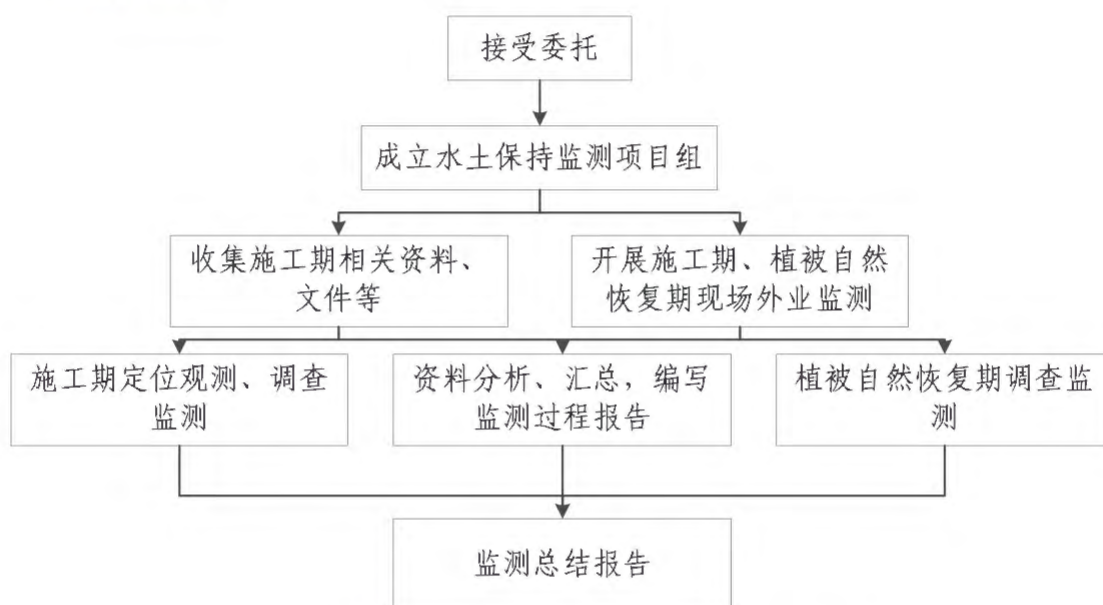 接受委托
成立水土保持监测项目组
收集施工期相关资料、
文件等
开展施工期、植被自然
恢复期现场外业监测
施工期定位观测、调查
监测
资料分析、汇总，编写
监测过程报告
植被自然恢复期调查监
测
监测总结报告